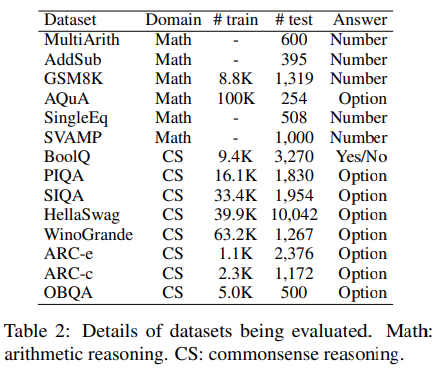 Dataset Domain # train # test Answer
MultiArith Math - 600 Number
AddSub Math - 395 Number
GSM8K Math 8.8K 1,319 Number
AQuA Math 100K 254 Option
SingleEq Math - 508 Number
SVAMP Math - 1,000 Number
BoolQ CS 9.4K 3,270 Yes/No
PIQA CS 16.1K 1,830 Option
SIQA CS 33.4K 1,954 Option
HellaSwag CS 39.9K 10,042 Option
WinoGrande CS 63.2K 1,267 Option
ARC-e CS 1.1K 2,376 Option
ARC-c CS 2.3K 1,172 Option
OBQA CS 5.0K 500 Option
Table 2: Details of datasets being evaluated. Math:
arithmetic reasoning. CS: commonsense reasoning.